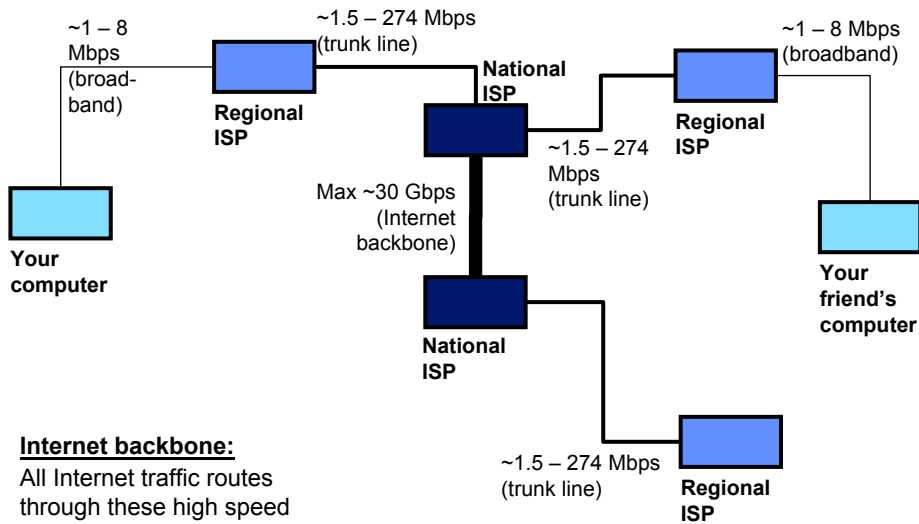 ~1 – 8
Mbps
(broad-
band)
~1.5 – 274 Mbps
(trunk line)
Regional
ISP
National
ISP
~1.5 – 274
Mbps
(trunk line)
~1 – 8 Mbps
(broadband)
Regional
ISP
Your
computer
Max ~30 Gbps
(Internet
backbone)
Your
friend's
computer
National
ISP
~1.5 – 274 Mbps
(trunk line)
Regional
ISP
Internet backbone:
All Internet traffic routes
through these high speed